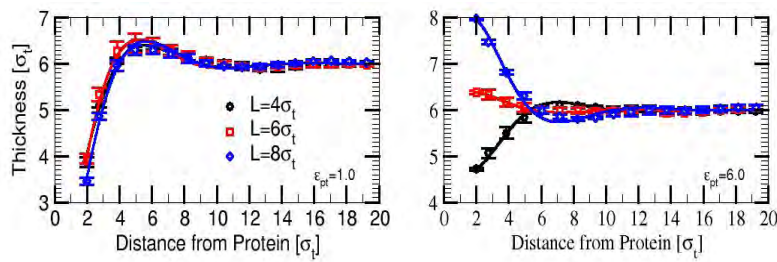 Thickness [σt]
7
6
5
4
3
0 2 4 6 8 10 12 14 16 18 20
Distance from Protein [σt]
L=4σt
L=6σt
L=8σt
εpt=1.0
8
7
6
5
4
0 2 4 6 8 10 12 14 16 18 20
Distance from Protein [σt]
εpt=6.0